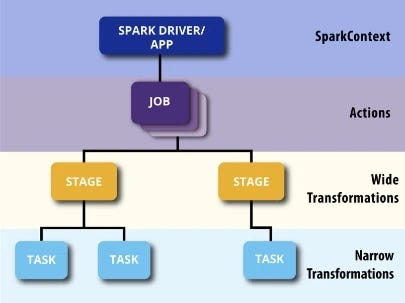 SPARK DRIVER/
APP
SparkContext
JOB
Actions
STAGE
STAGE
Wide
Transformations
TASK
TASK
TASK
Narrow
Transformations